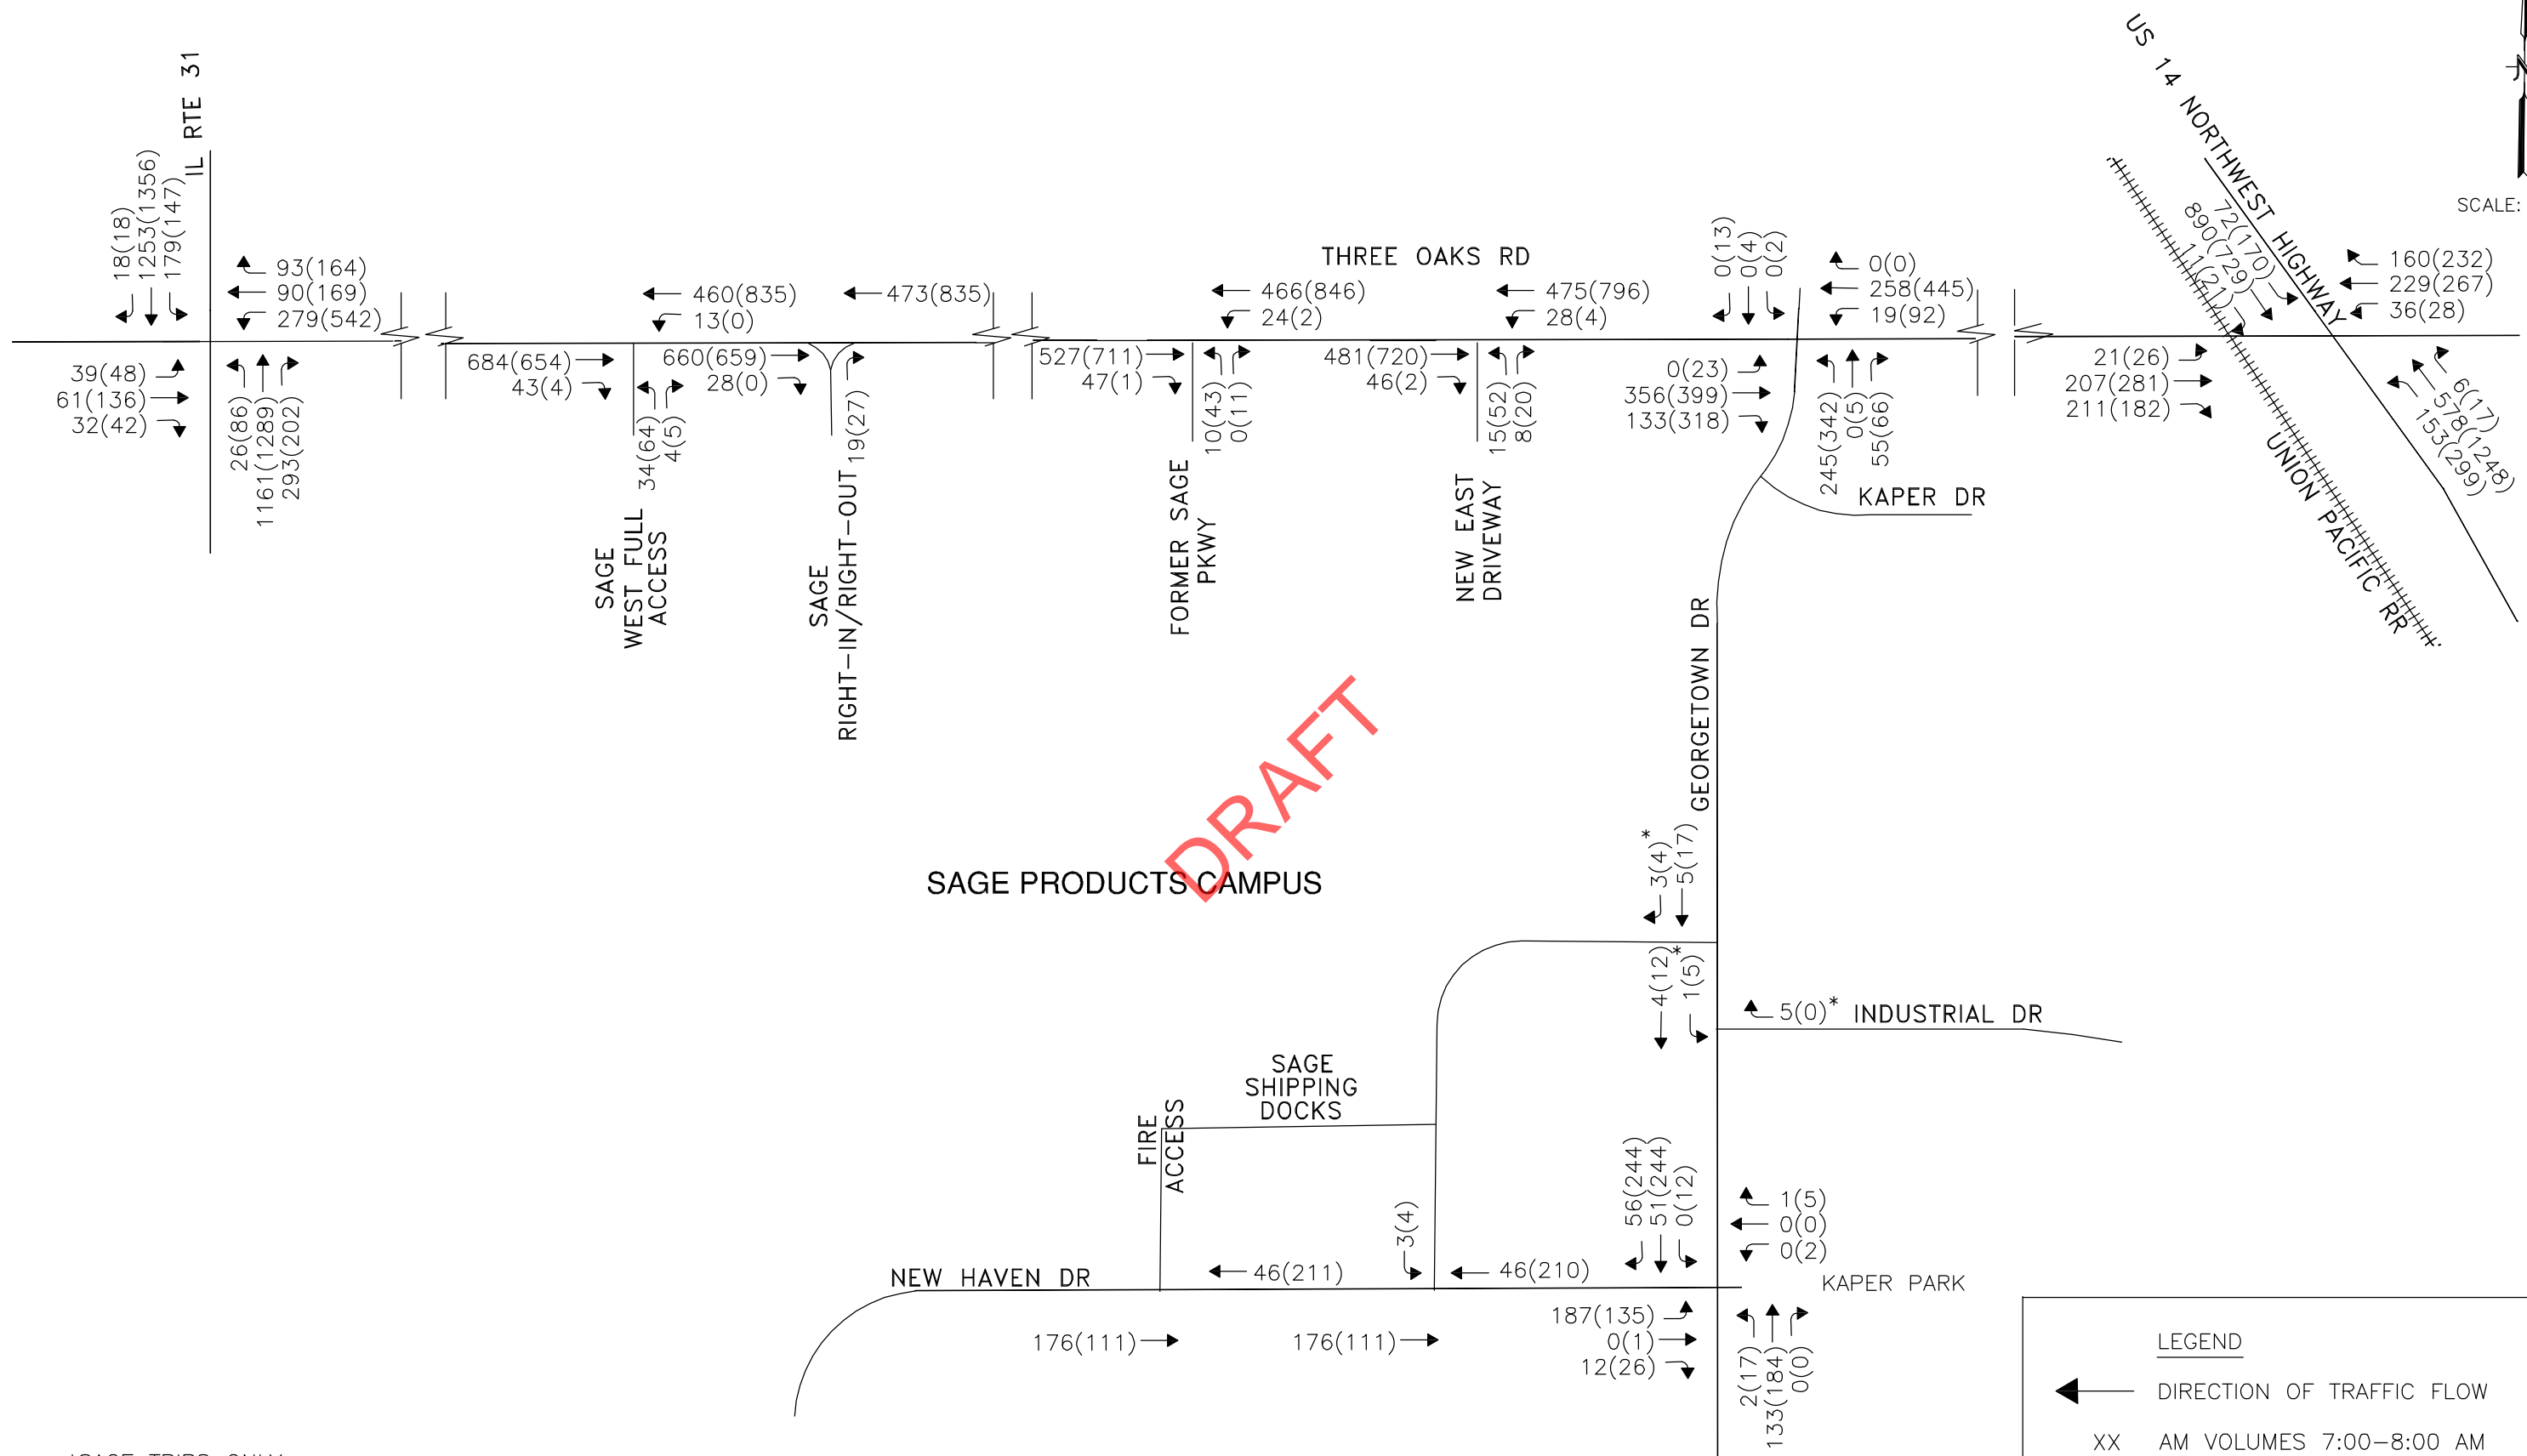 IL RTE 31
18(18)
1253(1356)
179(147)
93(164)
90(169)
279(542)
39(48)
61(136)
32(42)
26(86)
1161(1289)
293(202)
460(835)
13(0)
473(835)
684(654)
43(4)
660(659)
28(0)
34(64)
4(5)
19(27)
SAGE
WEST FULL
ACCESS
SAGE
RIGHT-IN/RIGHT-OUT
THREE OAKS RD
466(846)
24(2)
475(796)
28(4)
527(711)
47(1)
481(720)
46(2)
10(43)
0(11)
15(52)
8(20)
FORMER SAGE
PKWY
NEW EAST
DRIVEWAY
0(13)
0(4)
0(2)
0(0)
258(445)
19(92)
0(23)
356(399)
133(318)
245(342)
0(5)
55(66)
KAPER DR
US 14 NORTHWEST HIGHWAY
72(170)
890(729)
11(21)
160(232)
229(267)
36(28)
21(26)
207(281)
211(182)
6(17)
578(1248)
153(299)
UNION PACIFIC RR
SCALE:
GEORGETOWN DR
DRAFT
SAGE PRODUCTS CAMPUS
3(4)*
5(17)
4(12)
1(5)*
5(0)*
INDUSTRIAL DR
SAGE
SHIPPING
DOCKS
FIRE
ACCESS
56(244)
51(244)
0(12)
1(5)
0(0)
0(2)
3(4)
NEW HAVEN DR
46(211)
46(210)
KAPER PARK
176(111)
176(111)
187(135)
0(1)
12(26)
2(17)
133(184)
0(0)
LEGEND
DIRECTION OF TRAFFIC FLOW
XX AM VOLUMES 7:00-8:00 AM